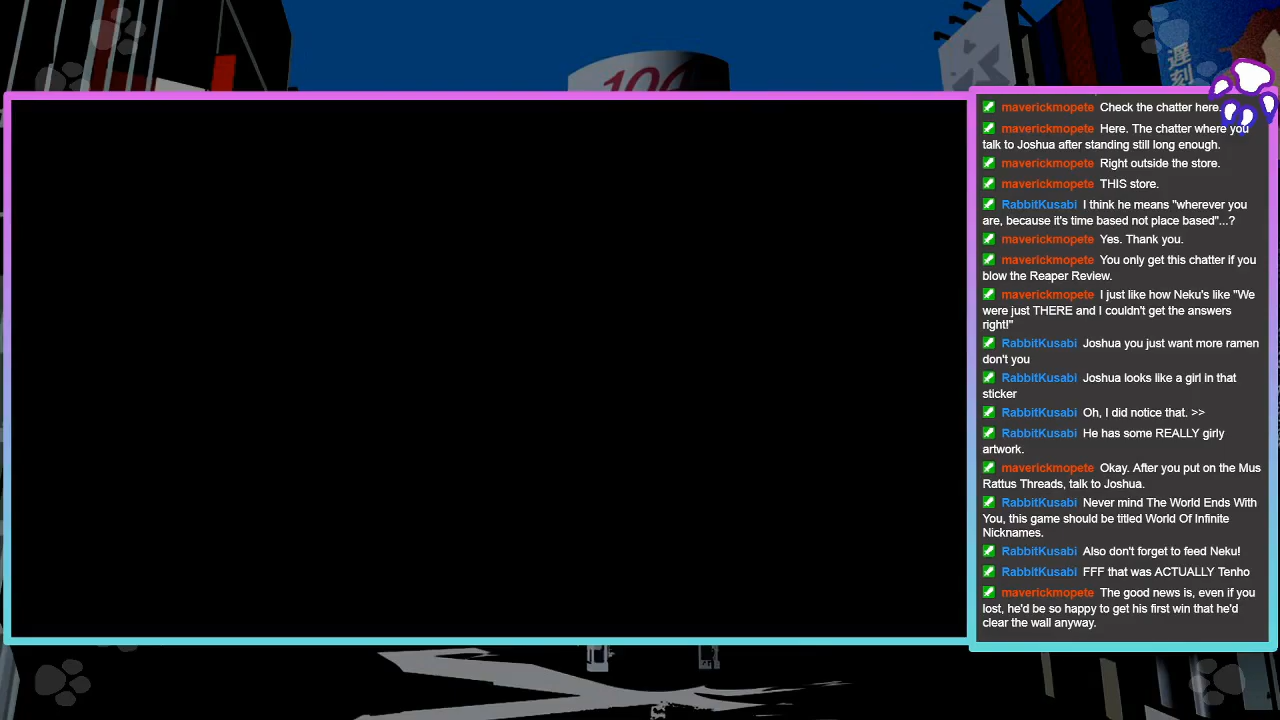 104
遅刻
maverickmopete Check the chatter here.
maverickmopete Here. The chatter where you
talk to Joshua after standing still long enough.
maverickmopete Right outside the store.
maverickmopete THIS store.
RabbitKusabi I think he means "wherever you
are, because it's time based not place based"...?
maverickmopete Yes. Thank you.
maverickmopete You only get this chatter if you
blow the Reaper Review.
maverickmopete I just like how Neku's like "We
were just THERE and I couldn't get the answers
right!"
RabbitKusabi Joshua you just want more ramen
don't you
RabbitKusabi Joshua looks like a girl in that
sticker
RabbitKusabi Oh, I did notice that. >>
RabbitKusabi He has some REALLY girly
artwork.
maverickmopete Okay. After you put on the Mus
Rattus Threads, talk to Joshua.
RabbitKusabi Never mind The World Ends With
You, this game should be titled World Of Infinite
Nicknames.
RabbitKusabi Also don't forget to feed Neku!
RabbitKusabi FFF that was ACTUALLY Tenho
maverickmopete The good news is, even if you
lost, he'd be so happy to get his first win that he'd
clear the wall anyway.